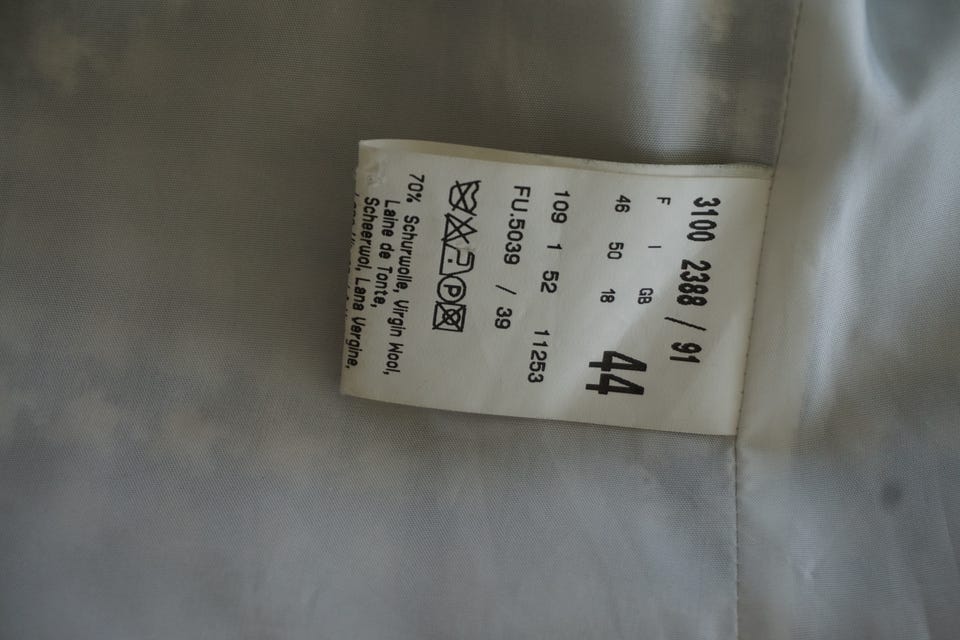 3100 2388 / 91
F I GB
46 50 18
44
109 1 52 11253
FU.5039 / 39
P
70% Schurwolle, Virgin Wool,
Laine de Tonte,
Scheerwol, Lana Vergine,